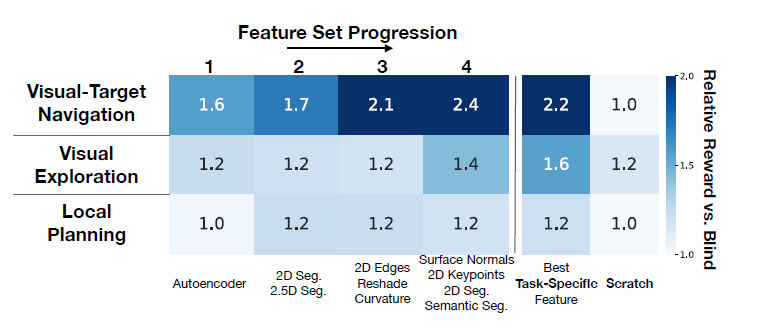 Feature Set Progression
1 2 3 4
Visual-Target
Navigation
1.6 1.7 2.1 2.4 2.2 1.0
Visual
Exploration
1.2 1.2 1.2 1.4 1.6 1.2
Local
Planning
1.0 1.2 1.2 1.2 1.2 1.0
Autoencoder
2D Seg.
2.5D Seg.
2D Edges
Reshade
Curvature
Surface Normals
2D Keypoints
2D Seg.
Semantic Seg.
Best
Task-Specific
Feature
Scratch
2.0
1.5
1.0
Relative Reward vs. Blind